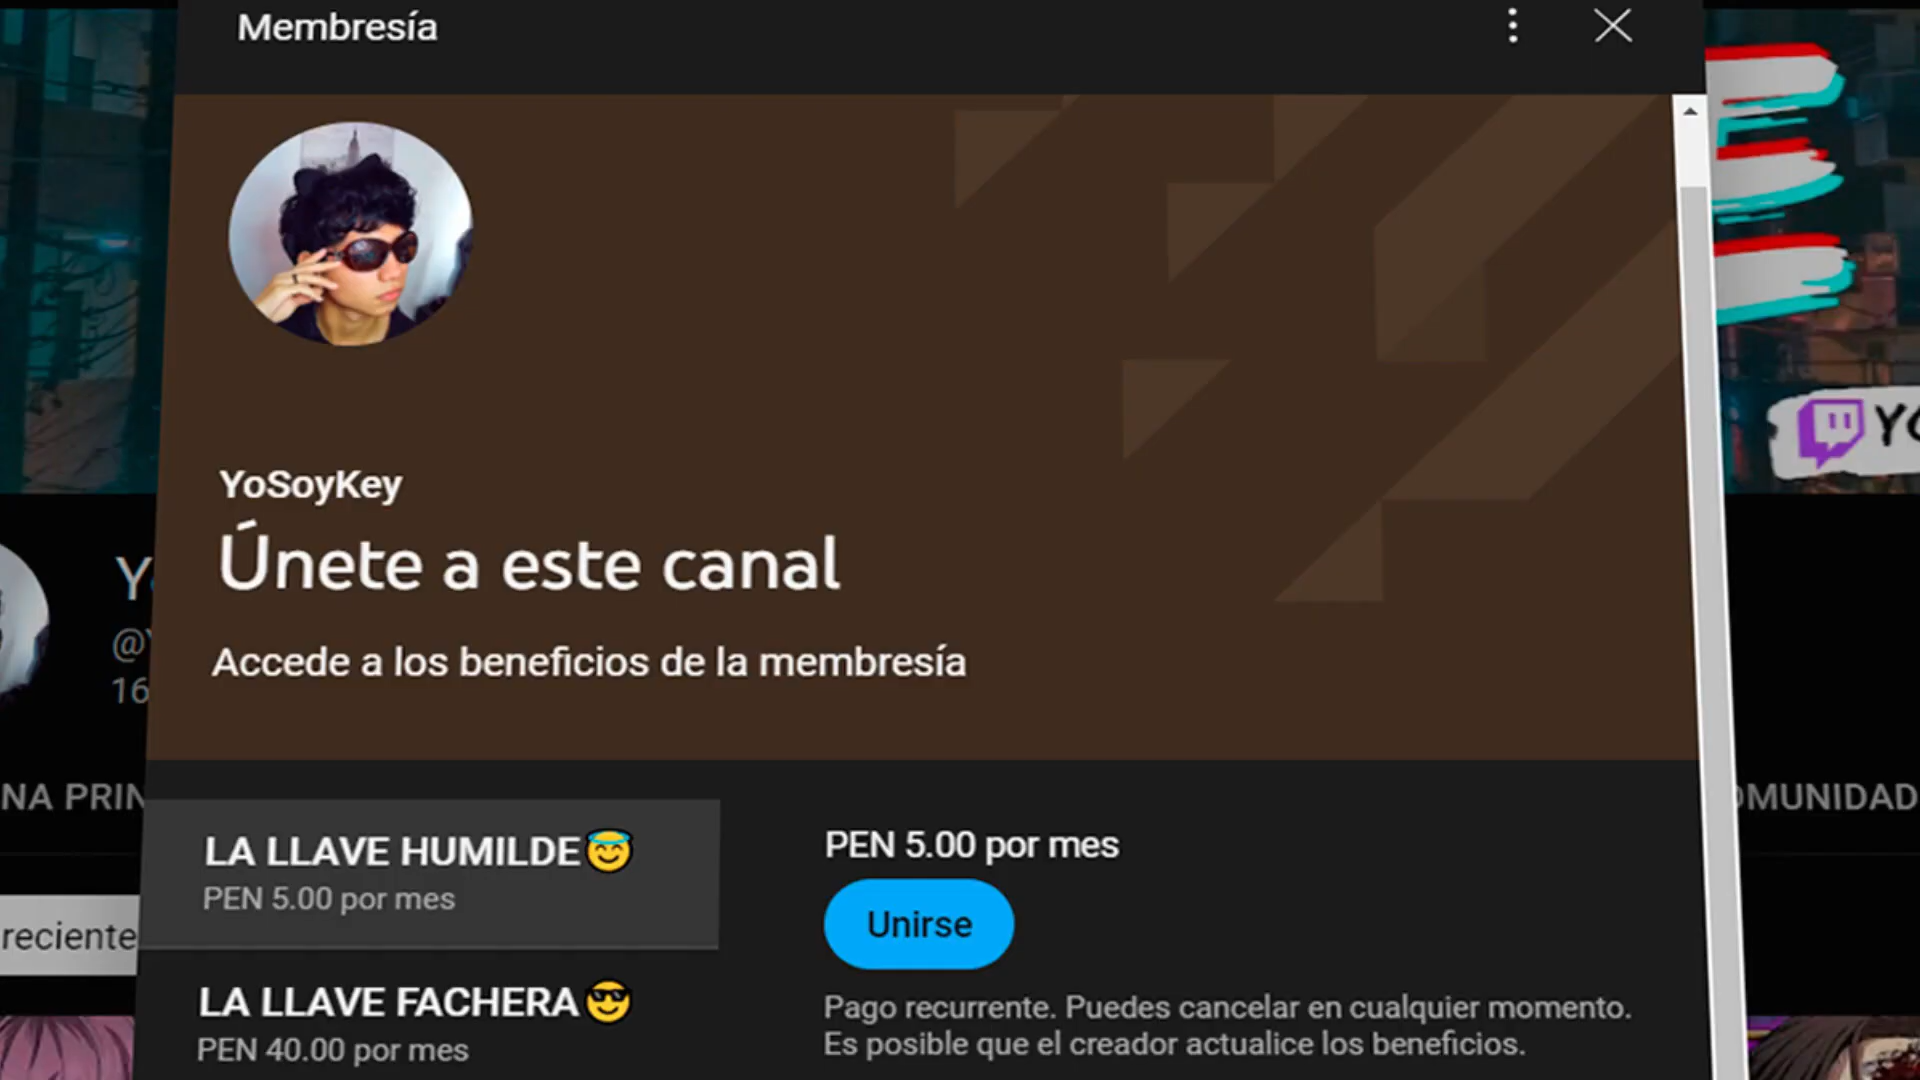 Membresía
YoSoyKey
Únete a este canal
Accede a los beneficios de la membresía
LA LLAVE HUMILDE😇
PEN 5.00 por mes
LA LLAVE FACHERA😎
PEN 40.00 por mes
PEN 5.00 por mes
Unirse
Pago recurrente. Puedes cancelar en cualquier momento.
Es posible que el creador actualice los beneficios.
NA PRIN
reciente
OMUNIDAD
16